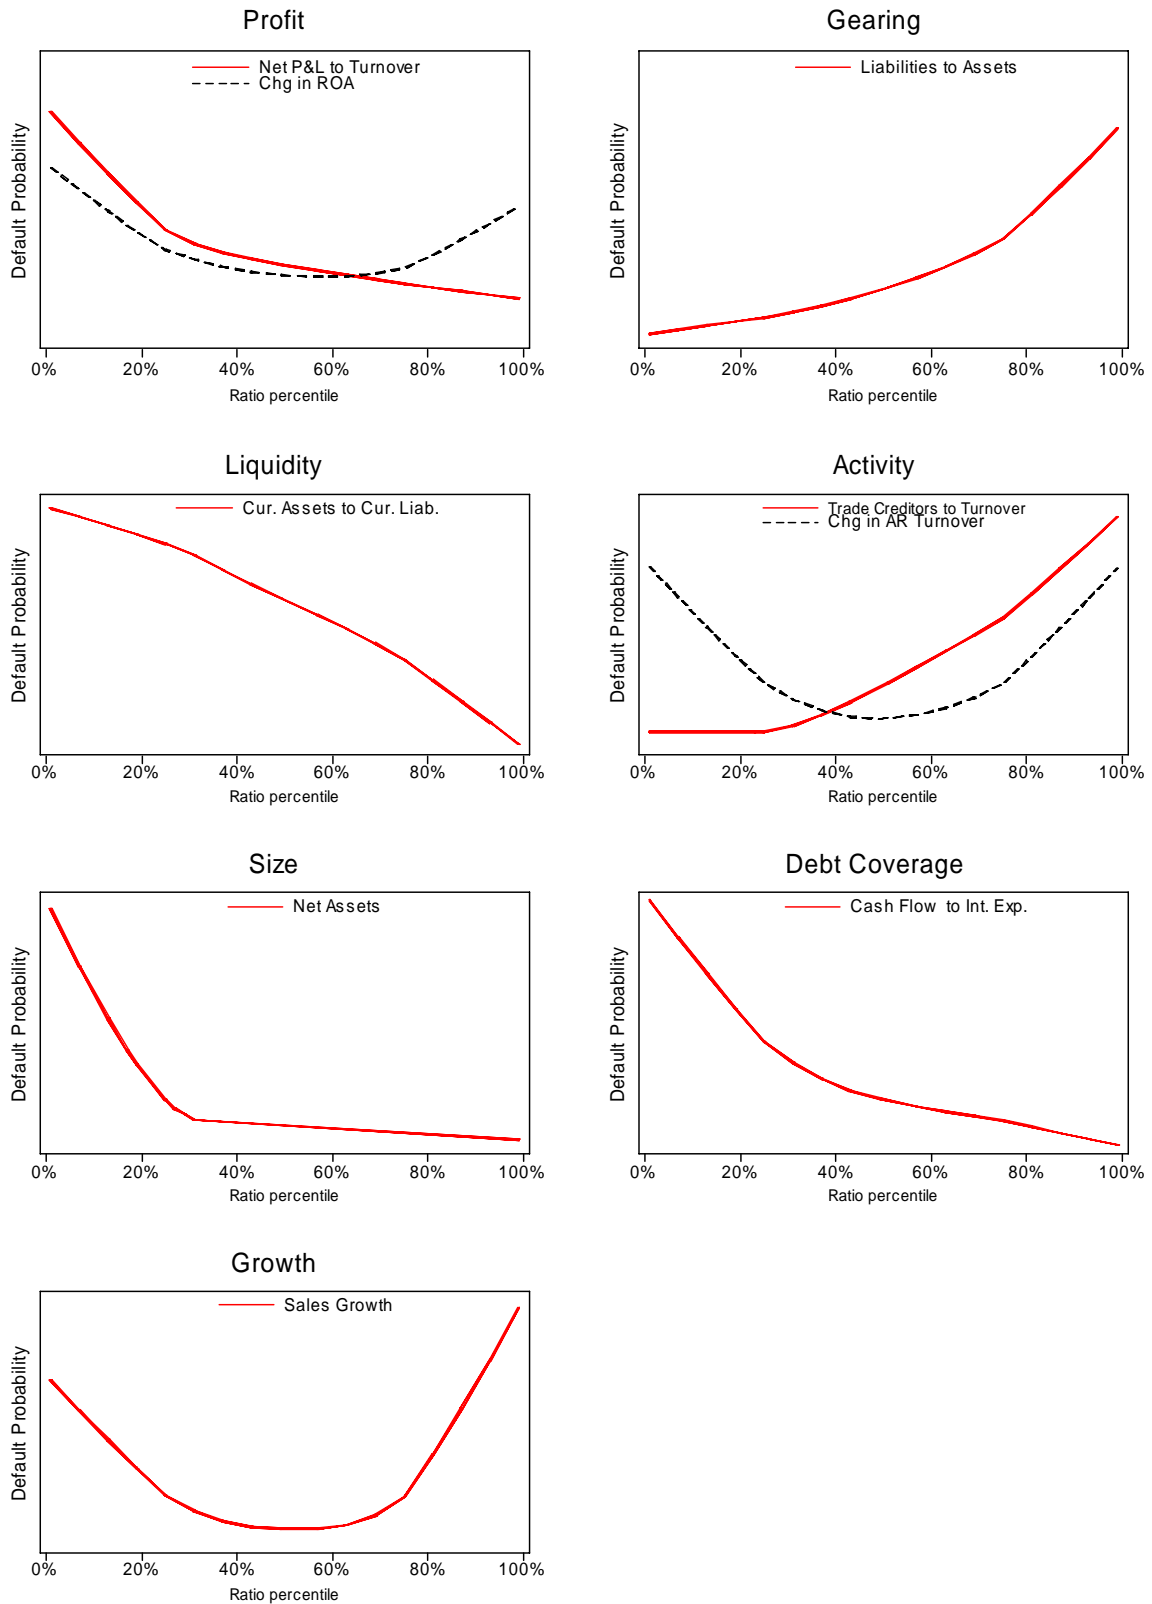 Profit
Net P&L to Turnover
Chg in ROA
Default Probability
0% 20% 40% 60% 80% 100%
Ratio percentile
Gearing
Liabilities to Assets
Default Probability
0% 20% 40% 60% 80% 100%
Ratio percentile
Liquidity
Cur. Assets to Cur. Liab.
Default Probability
0% 20% 40% 60% 80% 100%
Ratio percentile
Activity
Trade Creditors to Turnover
Chg in AR Turnover
Default Probability
0% 20% 40% 60% 80% 100%
Ratio percentile
Size
Net Assets
Default Probability
0% 20% 40% 60% 80% 100%
Ratio percentile
Debt Coverage
Cash Flow to Int. Exp.
Default Probability
0% 20% 40% 60% 80% 100%
Ratio percentile
Growth
Sales Growth
Default Probability
0% 20% 40% 60% 80% 100%
Ratio percentile